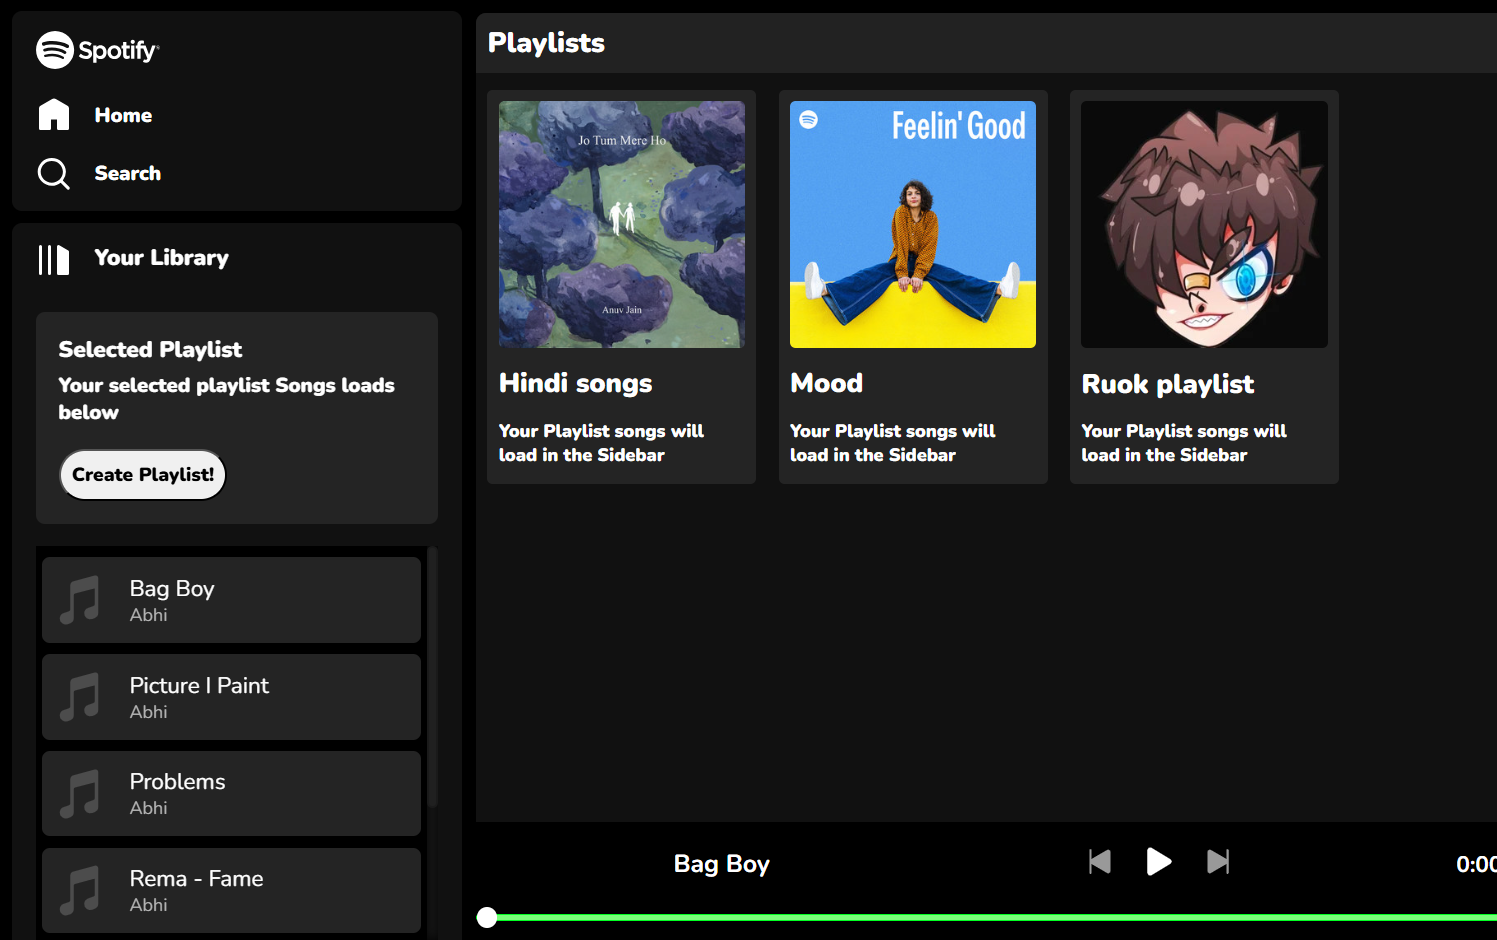 Spotify
Home
Search
Your Library
Selected Playlist
Your selected playlist Songs loads
below
Create Playlist!
Bag Boy
Abhi
Picture I Paint
Abhi
Problems
Abhi
Rema - Fame
Abhi
Playlists
Jo Tum Mere Ho
Anuv Jain
Hindi songs
Your Playlist songs will
load in the Sidebar
Feelin' Good
Mood
Your Playlist songs will
load in the Sidebar
Ruok playlist
Your Playlist songs will
load in the Sidebar
Bag Boy
0:00